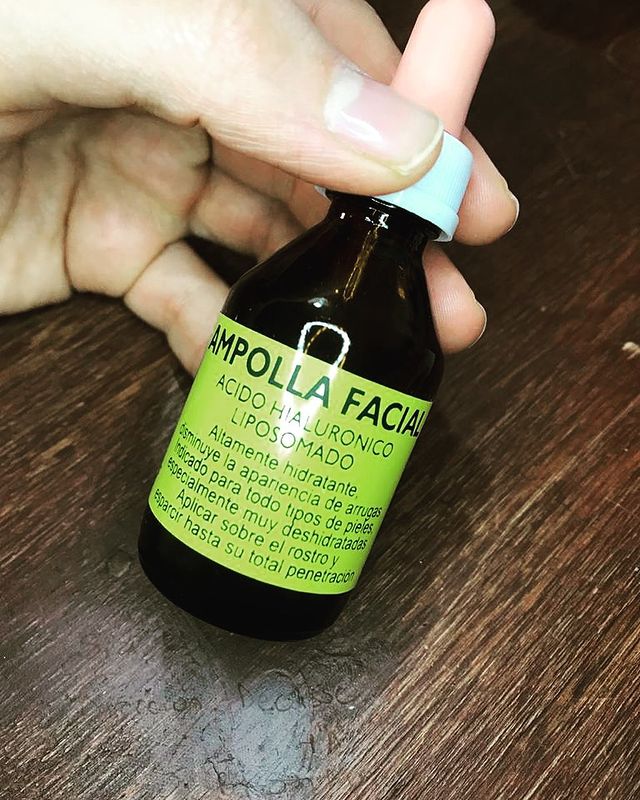 AMPOLLA FACIAL
ACIDO HIALURONICO
LIPOSOMADO
Altamente hidratante,
disminuye la apariencia de arrugas
Indicado para todo tipos de pieles,
especialmente muy deshidratadas
Aplicar sobre el rostro y
esparcir hasta su total penetración